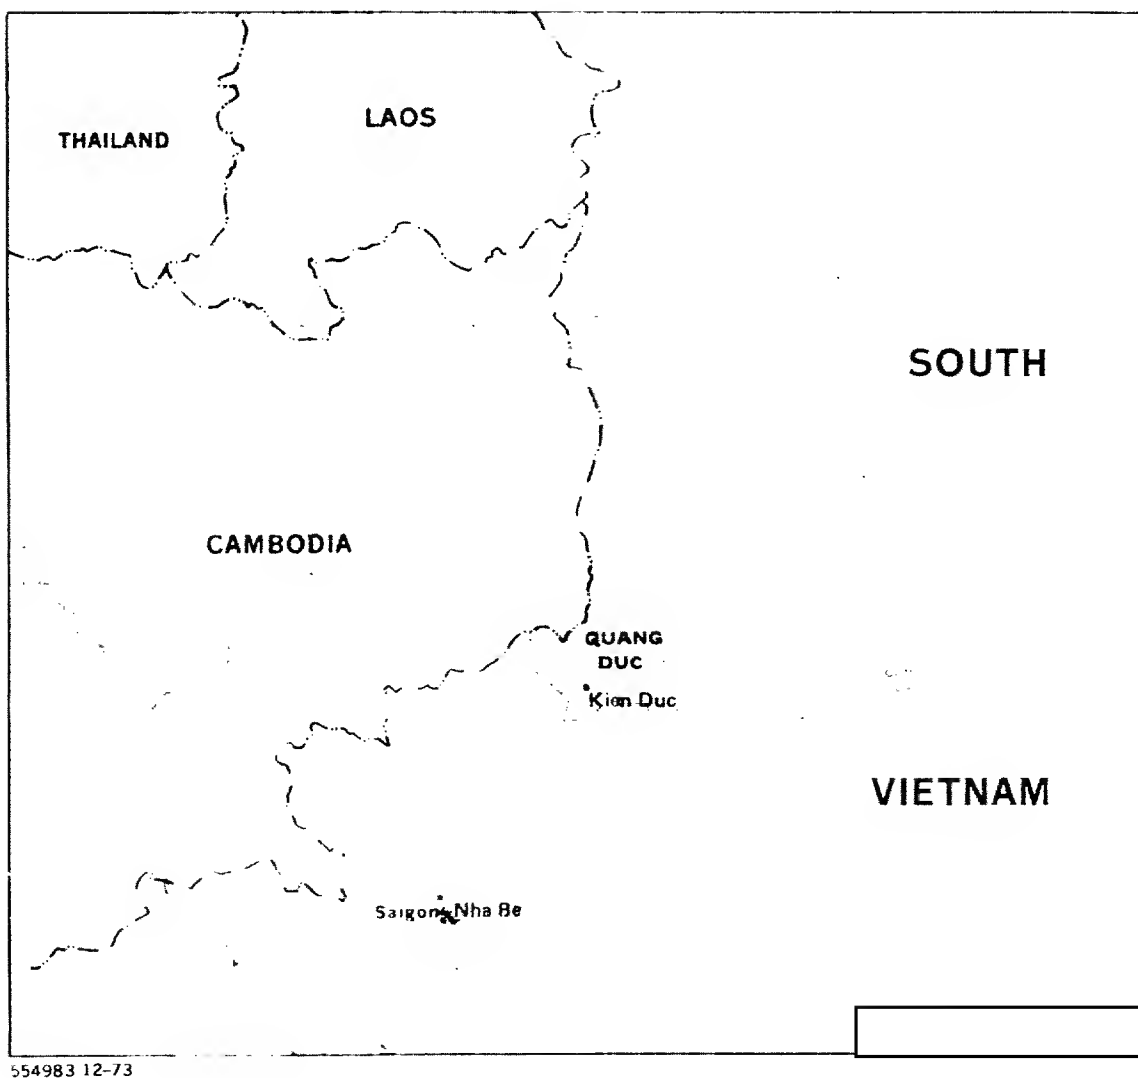 THAILAND
LAOS
SOUTH
CAMBODIA
QUANG
DUC
Kien Duc
VIETNAM
Saigon Nha Be
554983 12-73